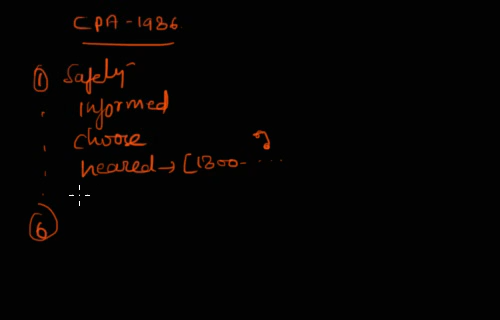 CPA-1986
① Safety
Informed
Choose
heared → [1800- ...
⑥